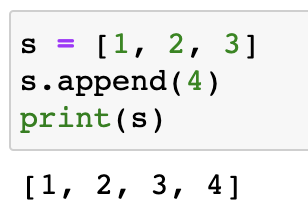 s = [1, 2, 3]
s.append(4)
print(s)
[1, 2, 3, 4]